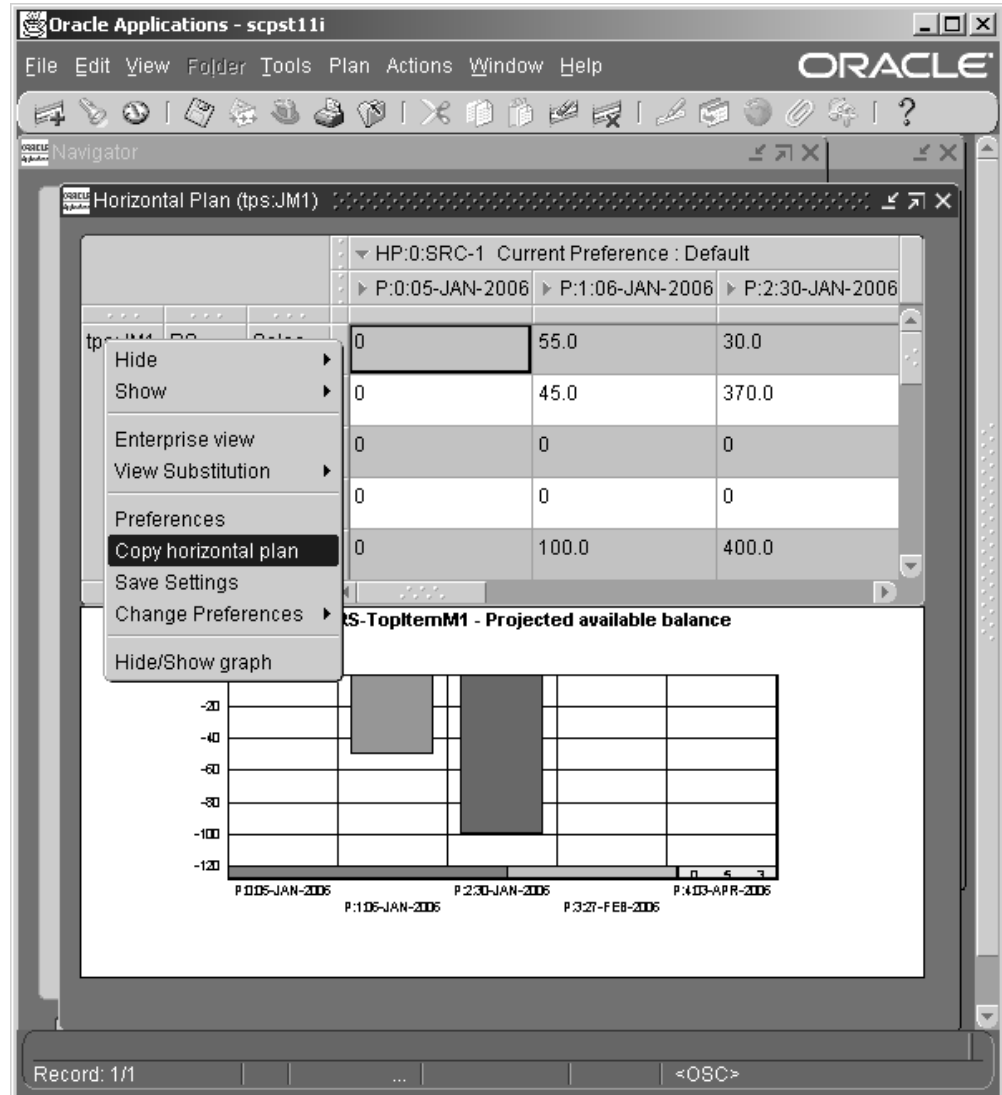 Oracle Applications - scpst11i
File Edit View Folder Tools Plan Actions Window Help
ORACLE
Navigator
Horizontal Plan (tps:JM1)
HP:0:SRC-1 Current Preference : Default
P:0:05-JAN-2006 P:1:06-JAN-2006 P:2:30-JAN-2006
0 55.0 30.0
0 45.0 370.0
0 0 0
0 0 0
0 100.0 400.0
Hide
Show
Enterprise view
View Substitution
Preferences
Copy horizontal plan
Save Settings
Change Preferences
Hide/Show graph
RS-TopItemM1 - Projected available balance
-20
-40
-60
-80
-100
-120
0 5 3
P:0:05-JAN-2006 P:2:30-JAN-2006 P:4:03-APR-2006
P:1:06-JAN-2006 P:3:27-FEB-2006
Record: 1/1 ... <OSC>